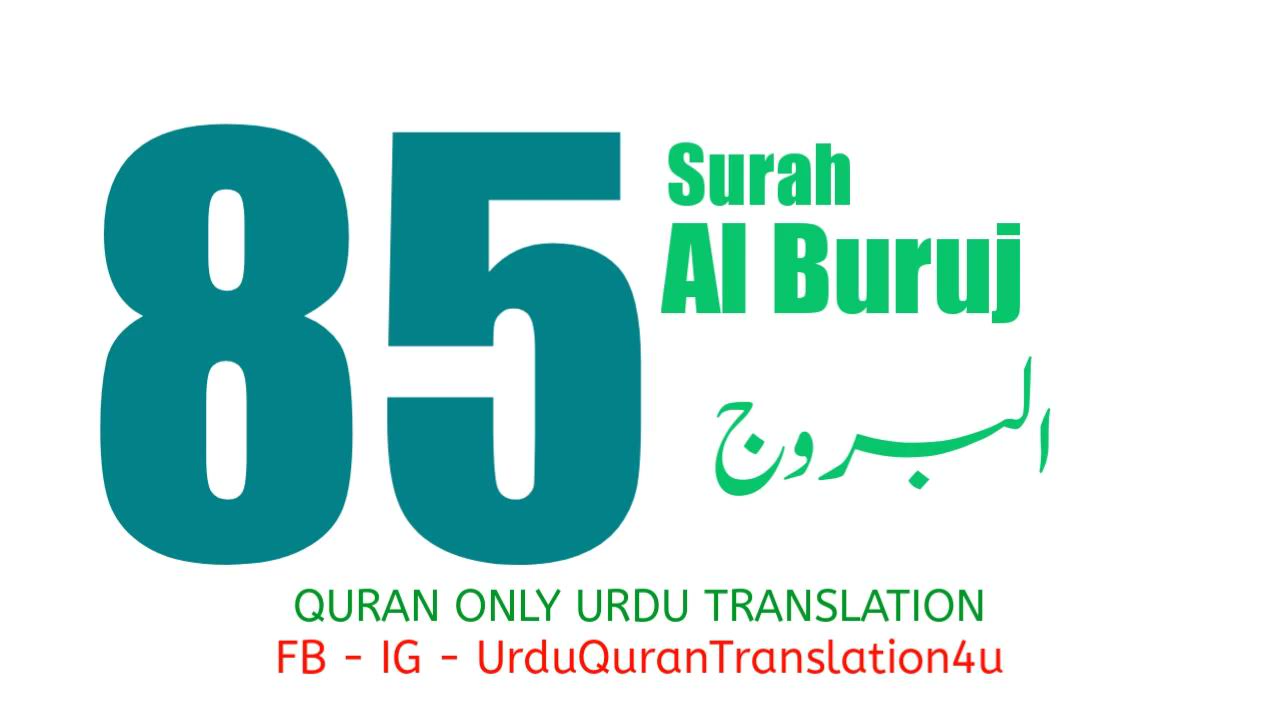 85
Surah
Al Buruj
البروج
QURAN ONLY URDU TRANSLATION
FB - IG - UrduQuranTranslation4u